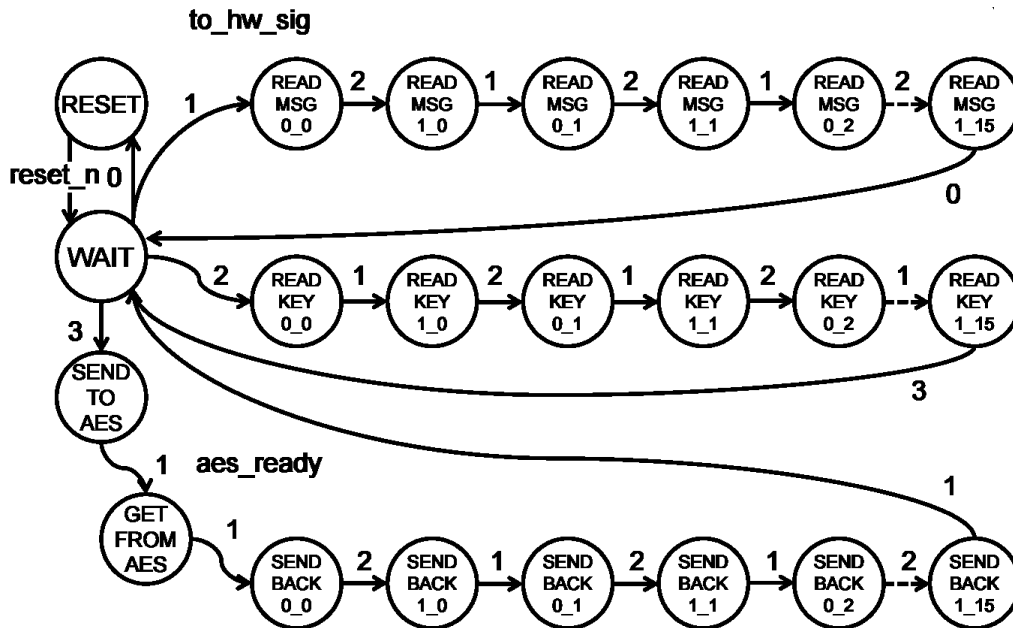 to_hw_sig
RESET
reset_n
0
1
READ
MSG
0_0
2
READ
MSG
1_0
1
READ
MSG
0_1
2
READ
MSG
1_1
1
READ
MSG
0_2
2
READ
MSG
1_15
0
WAIT
2
READ
KEY
0_0
1
READ
KEY
1_0
2
READ
KEY
0_1
1
READ
KEY
1_1
2
READ
KEY
0_2
1
READ
KEY
1_15
3
3
SEND
TO
AES
1
aes_ready
GET
FROM
AES
1
SEND
BACK
0_0
2
SEND
BACK
1_0
1
SEND
BACK
0_1
2
SEND
BACK
1_1
1
SEND
BACK
0_2
2
SEND
BACK
1_15
1